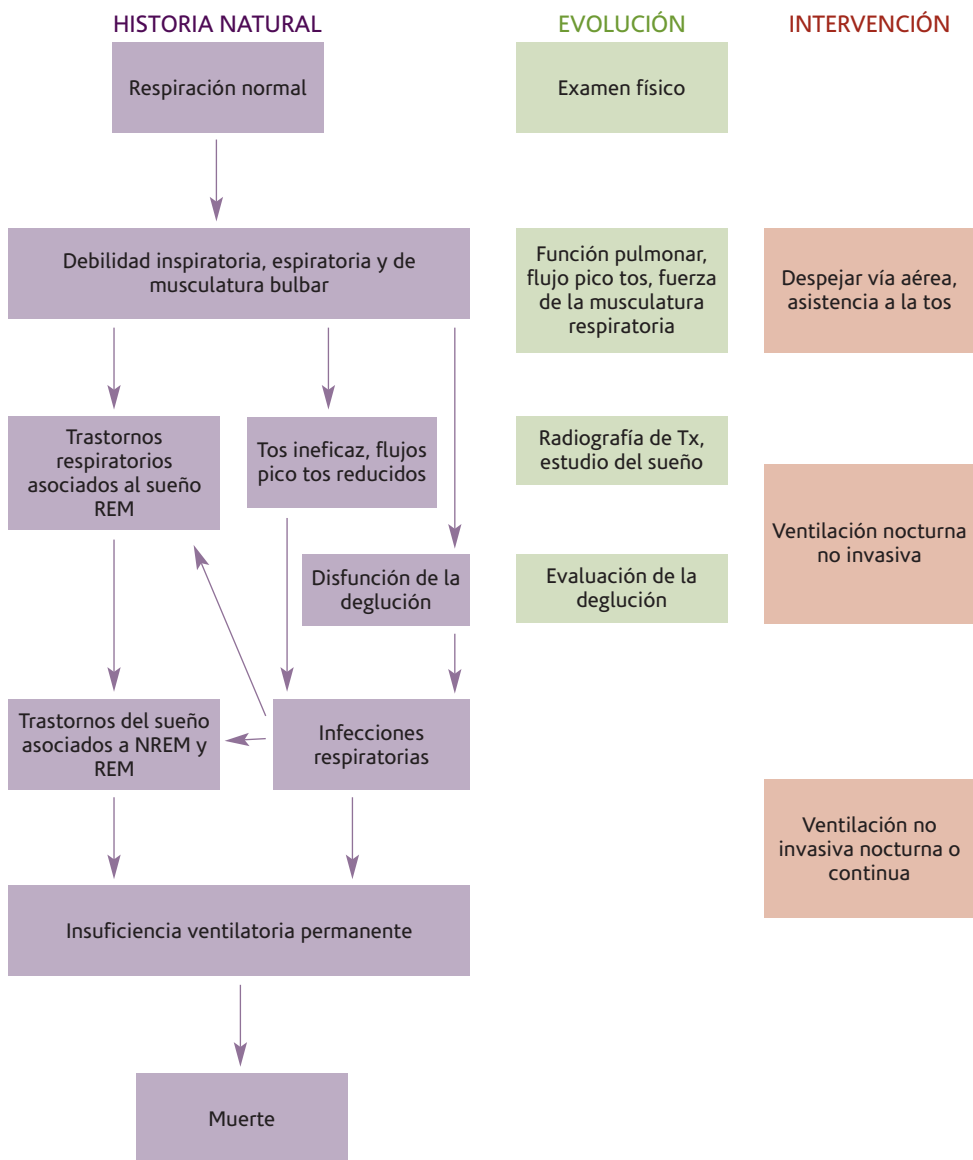 HISTORIA NATURAL
EVOLUCIÓN
INTERVENCIÓN
Respiración normal
Examen físico
Debilidad inspiratoria, espiratoria y de
musculatura bulbar
Función pulmonar,
flujo pico tos, fuerza
de la musculatura
respiratoria
Despejar vía aérea,
asistencia a la tos
Trastornos
respiratorios
asociados al sueño
REM
Tos ineficaz, flujos
pico tos reducidos
Radiografía de Tx,
estudio del sueño
Ventilación nocturna
no invasiva
Disfunción de la
deglución
Evaluación de la
deglución
Trastornos del sueño
asociados a NREM y
REM
Infecciones
respiratorias
Ventilación no
invasiva nocturna o
continua
Insuficiencia ventilatoria permanente
Muerte